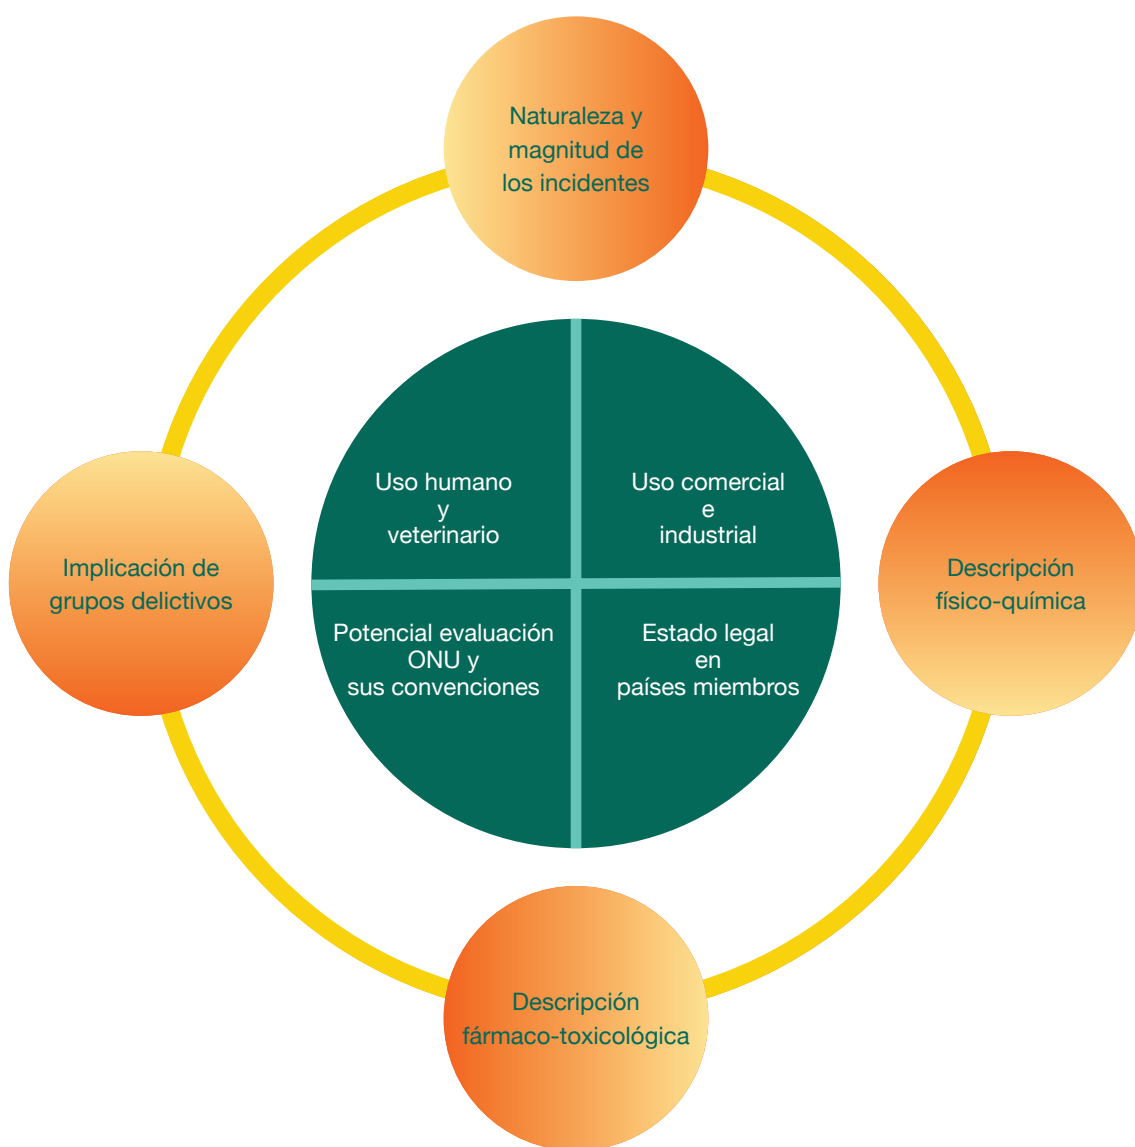 Naturaleza y
magnitud de
los incidentes
Uso humano
y
veterinario
Uso comercial
e
industrial
Implicación de
grupos delictivos
Descripción
físico-química
Potencial evaluación
ONU y
sus convenciones
Estado legal
en
países miembros
Descripción
fármaco-toxicológica